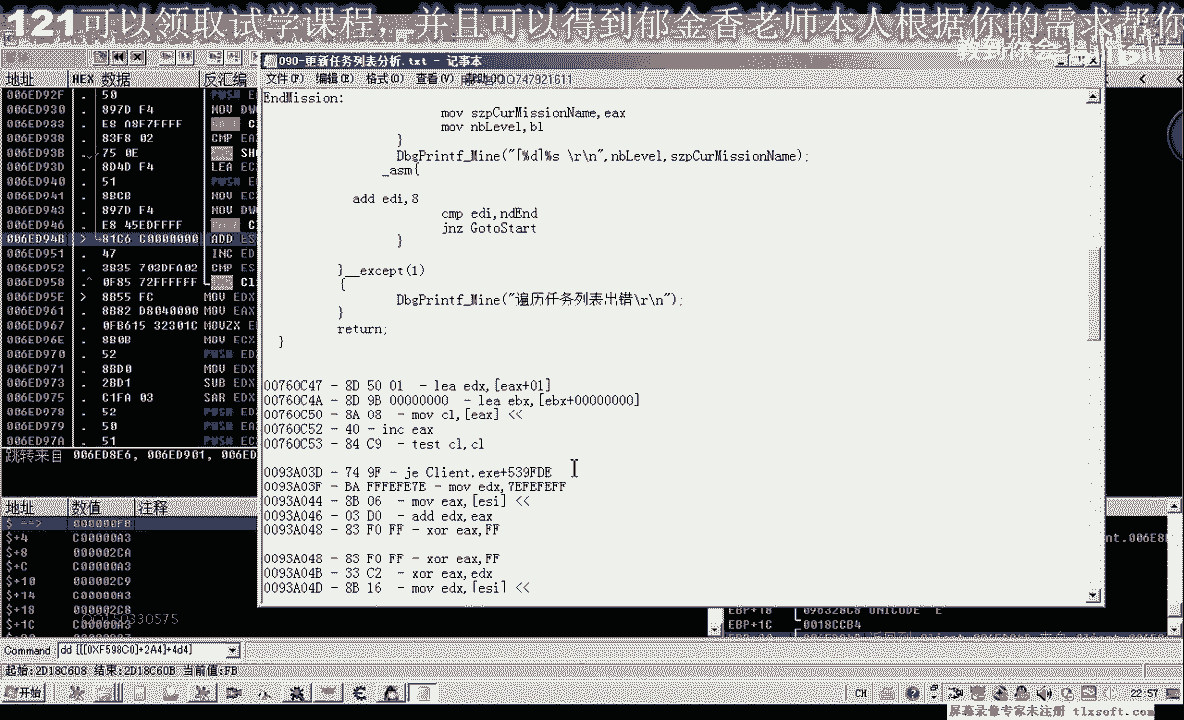 121可以领取试学课程，并且可以得到郁金香老师本人根据你的需求帮你
090-更新任务列表分析.txt - 记事本
地址 HEX 数据 反汇编
文件(F) 编辑(E) 格式(O) 查看(V)
EndMission:
mov szpCurMissionName,eax
mov nbLevel,bl
}
DbgPrintf_Mine("[%d]%s \r\n",nbLevel,szpCurMissionName);
_asm{
add edi,8
cmp edi,ndEnd
jnz GotoStart
}
}__except(1)
{
DbgPrintf_Mine("遍历任务列表出错\r\n");
}
return;
}
00760C47 - 8D 50 01  - lea edx,[eax+01]
00760C4A - 8D 9B 00000000  - lea ebx,[ebx+00000000]
00760C50 - 8A 08  - mov cl,[eax] <<
00760C52 - 40 - inc eax
00760C53 - 84 C9  - test cl,cl
0093A03D - 74 9F - je Client.exe+539FDE
0093A03F - BA FFFEFE7E - mov edx,7EFEFEFF
0093A044 - 8B 06  - mov eax,[esi] <<
0093A046 - 03 D0  - add edx,eax
0093A048 - 83 F0 FF - xor eax,FF
0093A048 - 83 F0 FF - xor eax,FF
0093A04B - 33 C2  - xor eax,edx
0093A04D - 8B 16  - mov edx,[esi] <<
006ED92F . 50 PUSH E
006ED930 . 897D F4 MOV DW
006ED933 . E8 A8F7FFFF C
006ED938 . 83F8 02 CMP EA
006ED93B . 75 0E SHO
006ED93D . 8D4D F4 LEA EC
006ED940 . 51 PUSH E
006ED941 . 8BCB MOV EC
006ED943 . 897D F4 MOV DW
006ED946 . E8 45EDFFFF C
006ED94B > 81C6 C0000000 ADD ES
006ED951 . 47 INC ED
006ED952 . 3B35 703DFA02 CMP ES
006ED958 .^ 0F85 72FFFFFF Cl
006ED95E > 8B55 FC MOV EDX
006ED961 . 8B82 D8040000 MOV EAX
006ED967 . 0FB615 32301C MOVZX E
006ED96E . 8B0B MOV ECX
006ED970 . 52 PUSH ED
006ED971 . 8BD0 MOV EDX
006ED973 . 2BD1 SUB EDX
006ED975 . C1FA 03 SAR EDX
006ED978 . 52 PUSH ED
006ED979 . 50 PUSH EA
006ED97A . 51 PUSH EC
跳转来自 006ED8E6, 006ED901, 006ED
地址 数值 注释
$ ==> 000000FB
$+4 C00000A3
$+8 000002CA
$+C C00000A3
$+10 000002C9
$+14 C00000A3
$+18 000002C8
$+1C C00000A3
EBP+18 096328C8 UNICODE "E
EBP+1C 0018CCB4
Command dd [[[0XF598C0]+2A4]+4d4]
起始:2D18C608 结束:2D18C60B 当前值:FB
开始
CH
22:57
屏幕录像专家未注册 tlxsoft.com